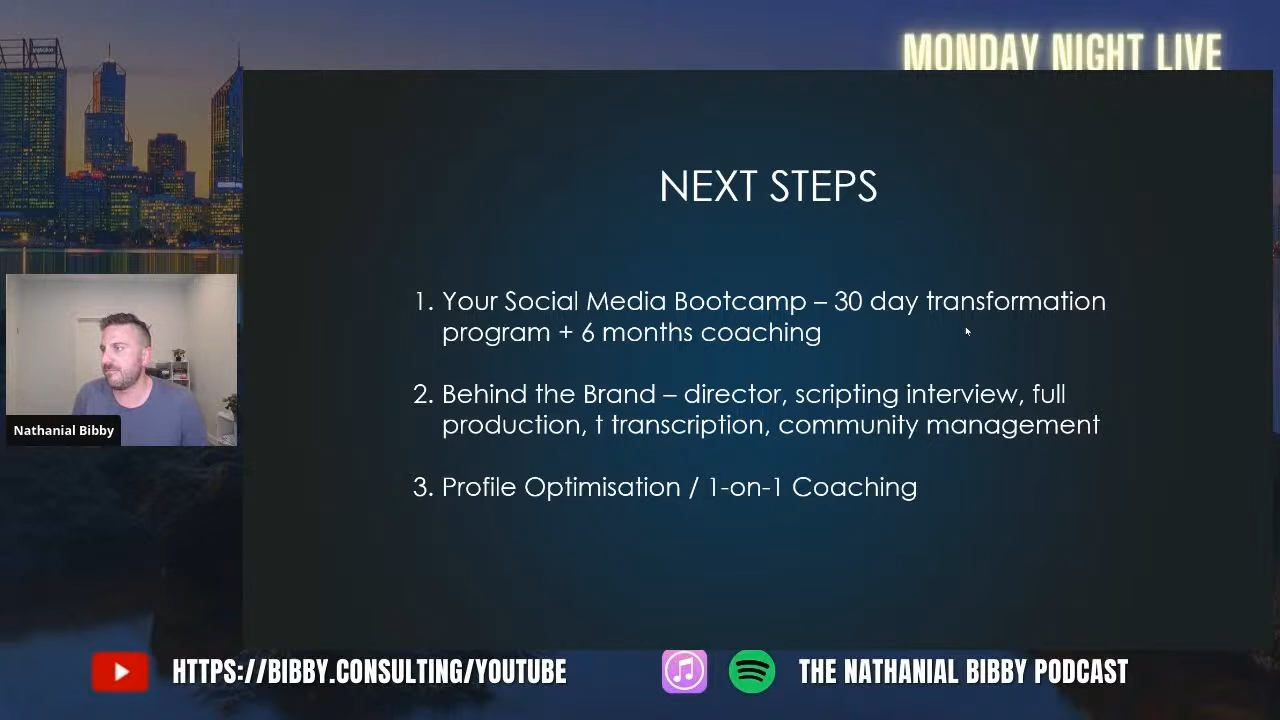 MONDAY NIGHT LIVE
NEXT STEPS
1. Your Social Media Bootcamp – 30 day transformation
program + 6 months coaching
2. Behind the Brand – director, scripting interview, full
production, t transcription, community management
3. Profile Optimisation / 1-on-1 Coaching
Nathanial Bibby
HTTPS://BIBBY.CONSULTING/YOUTUBE
THE NATHANIAL BIBBY PODCAST